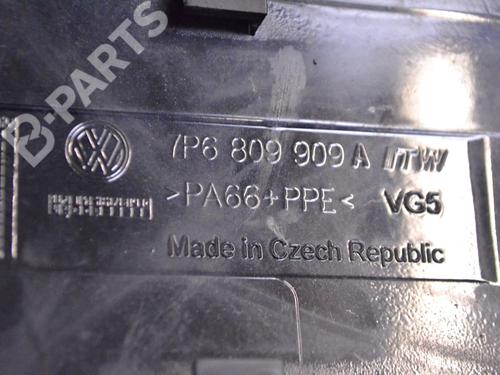 B-PARTS
7P6 809 909 A ITW
>PA66+PPE< VG5
Made in Czech Republic